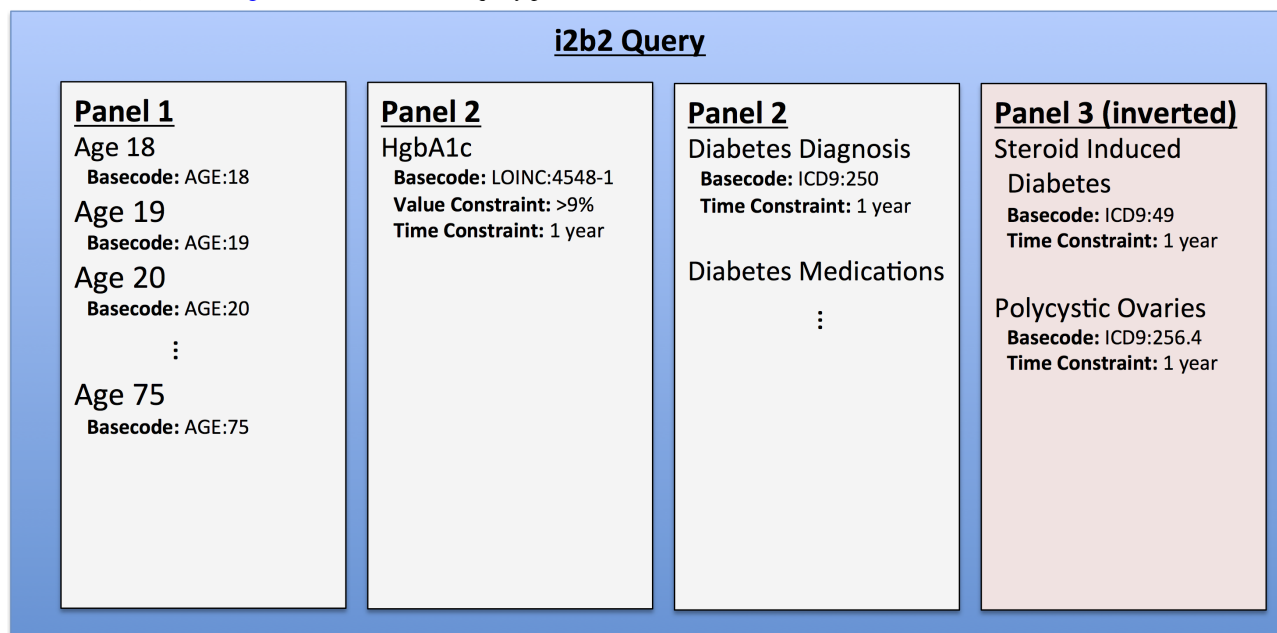 i2b2 Query
Panel 1
Age 18
Basecode: AGE:18
Age 19
Basecode: AGE:19
Age 20
Basecode: AGE:20
⋮
Age 75
Basecode: AGE:75
Panel 2
HgbA1c
Basecode: LOINC:4548-1
Value Constraint: >9%
Time Constraint: 1 year
Panel 2
Diabetes Diagnosis
Basecode: ICD9:250
Time Constraint: 1 year
Diabetes Medications
⋮
Panel 3 (inverted)
Steroid Induced
Diabetes
Basecode: ICD9:49
Time Constraint: 1 year
Polycystic Ovaries
Basecode: ICD9:256.4
Time Constraint: 1 year